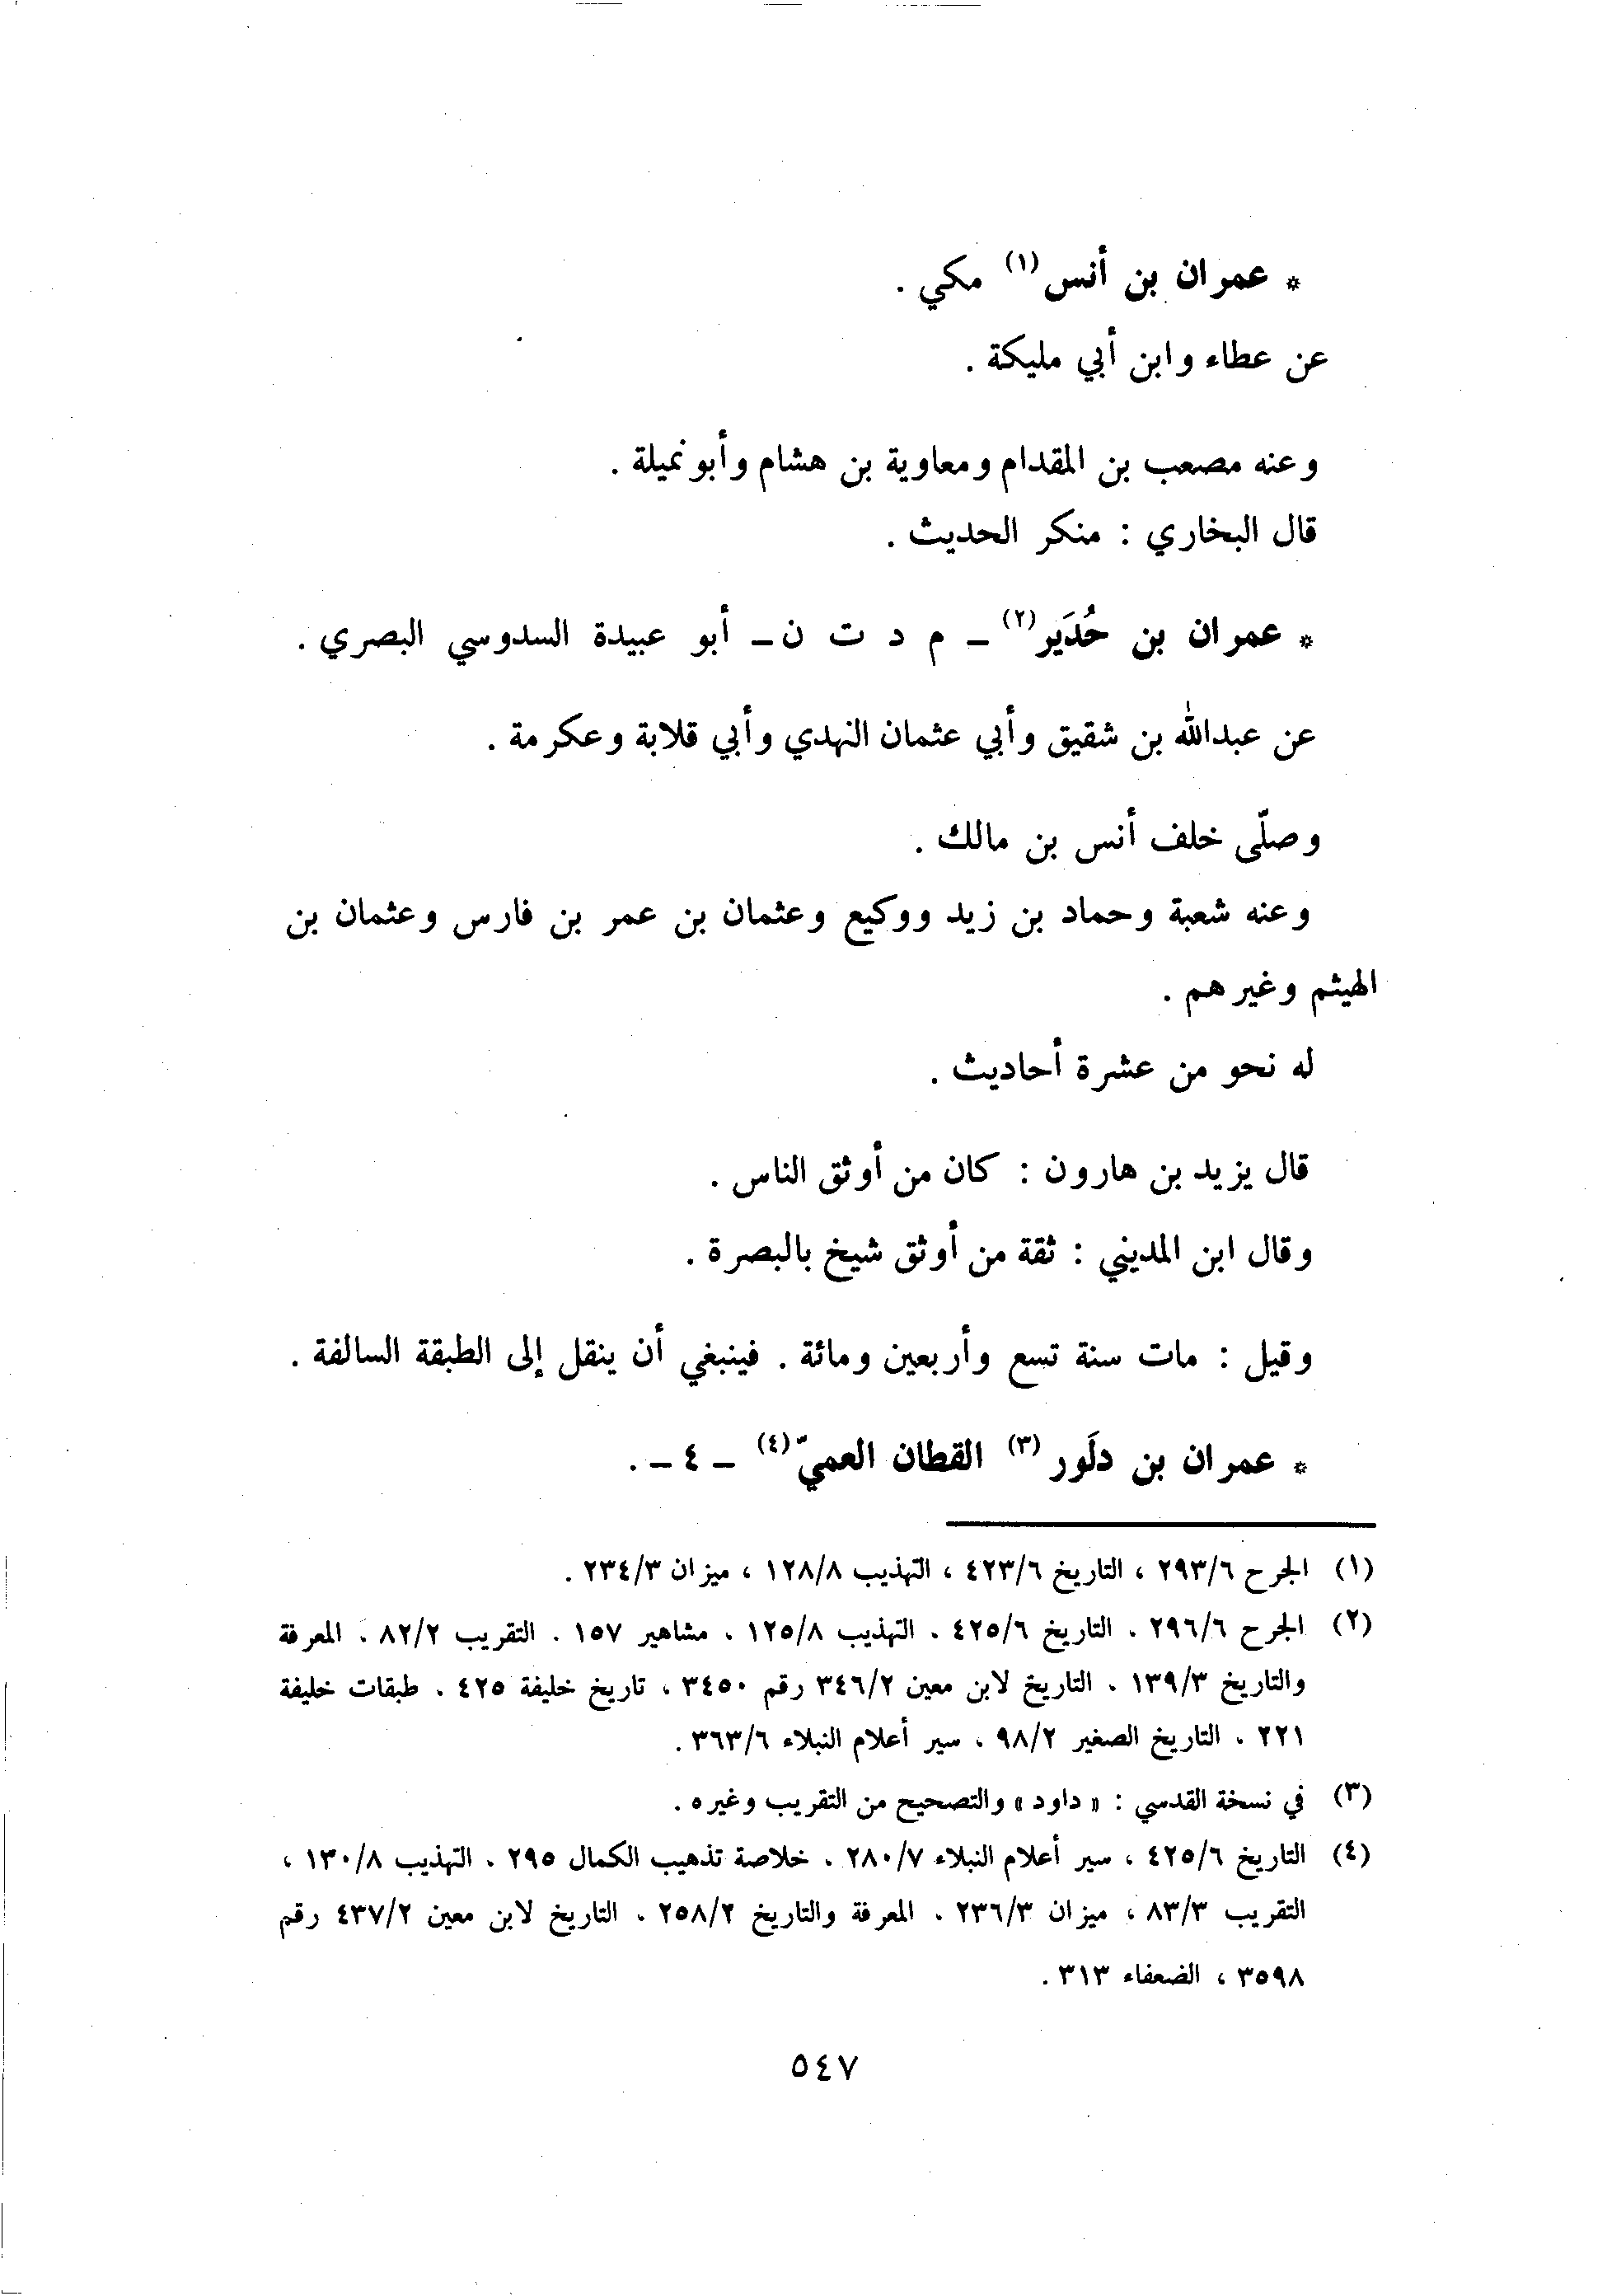 * عمران بن أنس (١) مكي .
عن عطاء وابن أبي مليكة .
وعنه مصعب بن المقدام ومعاوية بن هشام وأبو نميلة .
قال البخاري : منكر الحديث .
* عمران بن حُدَير (٢) ـ م د ت ن ـ أبو عبيدة السدوسي البصري .
عن عبدالله بن شقيق وأبي عثمان النهدي وأبي قلابة وعكرمة .
وصلّى خلف أنس بن مالك .
وعنه شعبة وحماد بن زيد ووكيع وعثمان بن عمر بن فارس وعثمان بن
الهيثم وغيرهم .
له نحو من عشرة أحاديث .
قال يزيد بن هارون : كان من أوثق الناس .
وقال ابن المديني : ثقة من أوثق شيخ بالبصرة .
وقيل : مات سنة تسع وأربعين ومائة . فينبغي أن ينقل إلى الطبقة السالفة .
* عمران بن دلَور (٣) القطان العميّ (٤) ـ ٤ ـ .
(١) الجرح ٢٩٣/٦ ، التاريخ ٤٢٣/٦ ، التهذيب ١٢٨/٨ ، ميزان ٢٣٤/٣ .
(٢) الجرح ٢٩٦/٦ . التاريخ ٤٢٥/٦ . التهذيب ١٢٥/٨ . مشاهير ١٥٧ . التقريب ٨٢/٢ . المعرفة
والتاريخ ١٣٩/٣ . التاريخ لابن معين ٣٤٦/٢ رقم ٣٤٥٠ ، تاريخ خليفة ٤٢٥ . طبقات خليفة
٢٢١ . التاريخ الصغير ٩٨/٢ ، سير أعلام النبلاء ٣٦٣/٦ .
(٣) في نسخة القدسي : « داود » والتصحيح من التقريب وغيره .
(٤) التاريخ ٤٢٥/٦ ، سير أعلام النبلاء ٢٨٠/٧ . خلاصة تذهيب الكمال ٢٩٥ . التهذيب ١٣٠/٨ ،
التقريب ٨٣/٣ ، ميزان ٢٣٦/٣ . المعرفة والتاريخ ٢٥٨/٢ . التاريخ لابن معين ٤٣٧/٢ رقم
٣٥٩٨ ، الضعفاء ٣١٣ .
٥٤٧